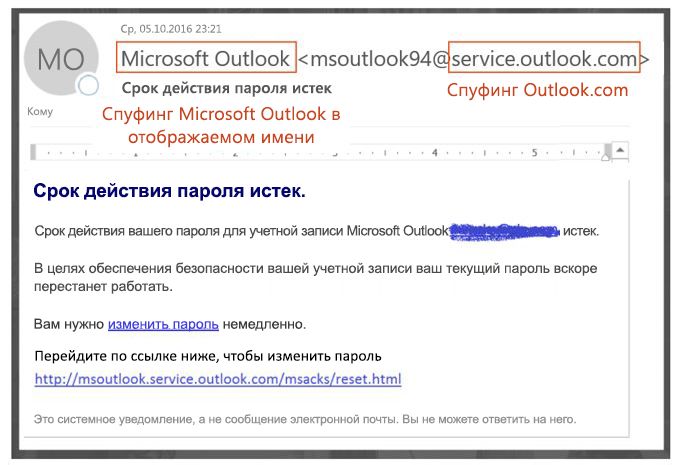 Ср, 05.10.2016 23:21
МО
Microsoft Outlook <msoutlook94@service.outlook.com>
Срок действия пароля истек
Спуфинг Outlook.com
Кому
Спуфинг Microsoft Outlook в
отображаемом имени
1 2 3 4 5
Срок действия пароля истек.
Срок действия вашего пароля для учетной записи Microsoft Outlook истек.
В целях обеспечения безопасности вашей учетной записи ваш текущий пароль вскоре
перестанет работать.
Вам нужно изменить пароль немедленно.
Перейдите по ссылке ниже, чтобы изменить пароль
http://msoutlook.service.outlook.com/msacks/reset.html
Это системное уведомление, а не сообщение электронной почты. Вы не можете ответить на него.